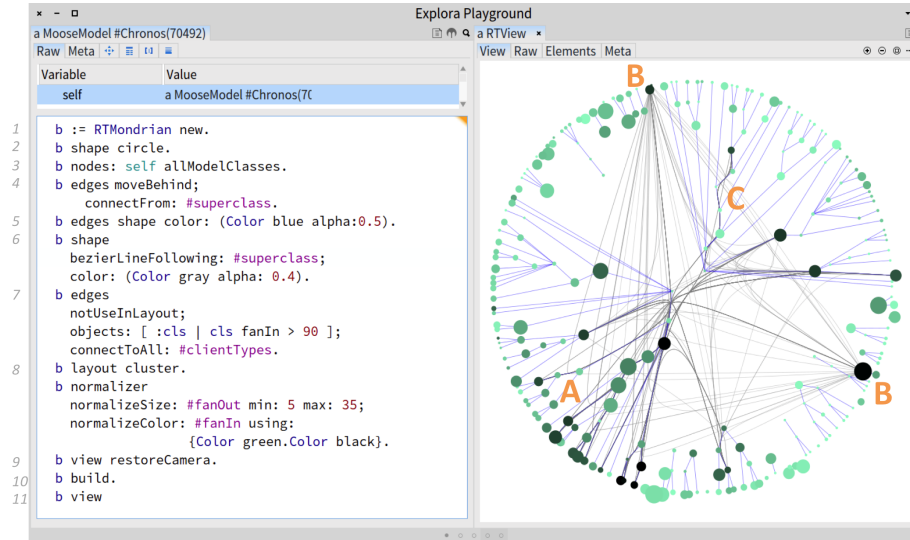 Explora Playground
a MooseModel #Chronos(70492)
Raw Meta
Variable Value
self a MooseModel #Chronos(70
1 b := RTMondrian new.
2 b shape circle.
3 b nodes: self allModelClasses.
4 b edges moveBehind;
connectFrom: #superclass.
5 b edges shape color: (Color blue alpha:0.5).
6 b shape
bezierLineFollowing: #superclass;
color: (Color gray alpha: 0.4).
7 b edges
notUseInLayout;
objects: [ :cls | cls fanIn > 90 ];
connectToAll: #clientTypes.
8 b layout cluster.
b normalizer
normalizeSize: #fanOut min: 5 max: 35;
normalizeColor: #fanIn using:
{Color green.Color black}.
9 b view restoreCamera.
10 b build.
11 b view
a RTView ×
View Raw Elements Meta
B
C
A
B